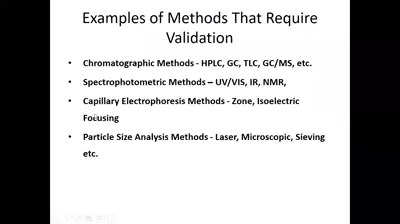 Examples of Methods That Require
Validation
• Chromatographic Methods - HPLC, GC, TLC, GC/MS, etc.
• Spectrophotometric Methods – UV/VIS, IR, NMR,
• Capillary Electrophoresis Methods - Zone, Isoelectric
Focusing
• Particle Size Analysis Methods - Laser, Microscopic, Sieving
etc.